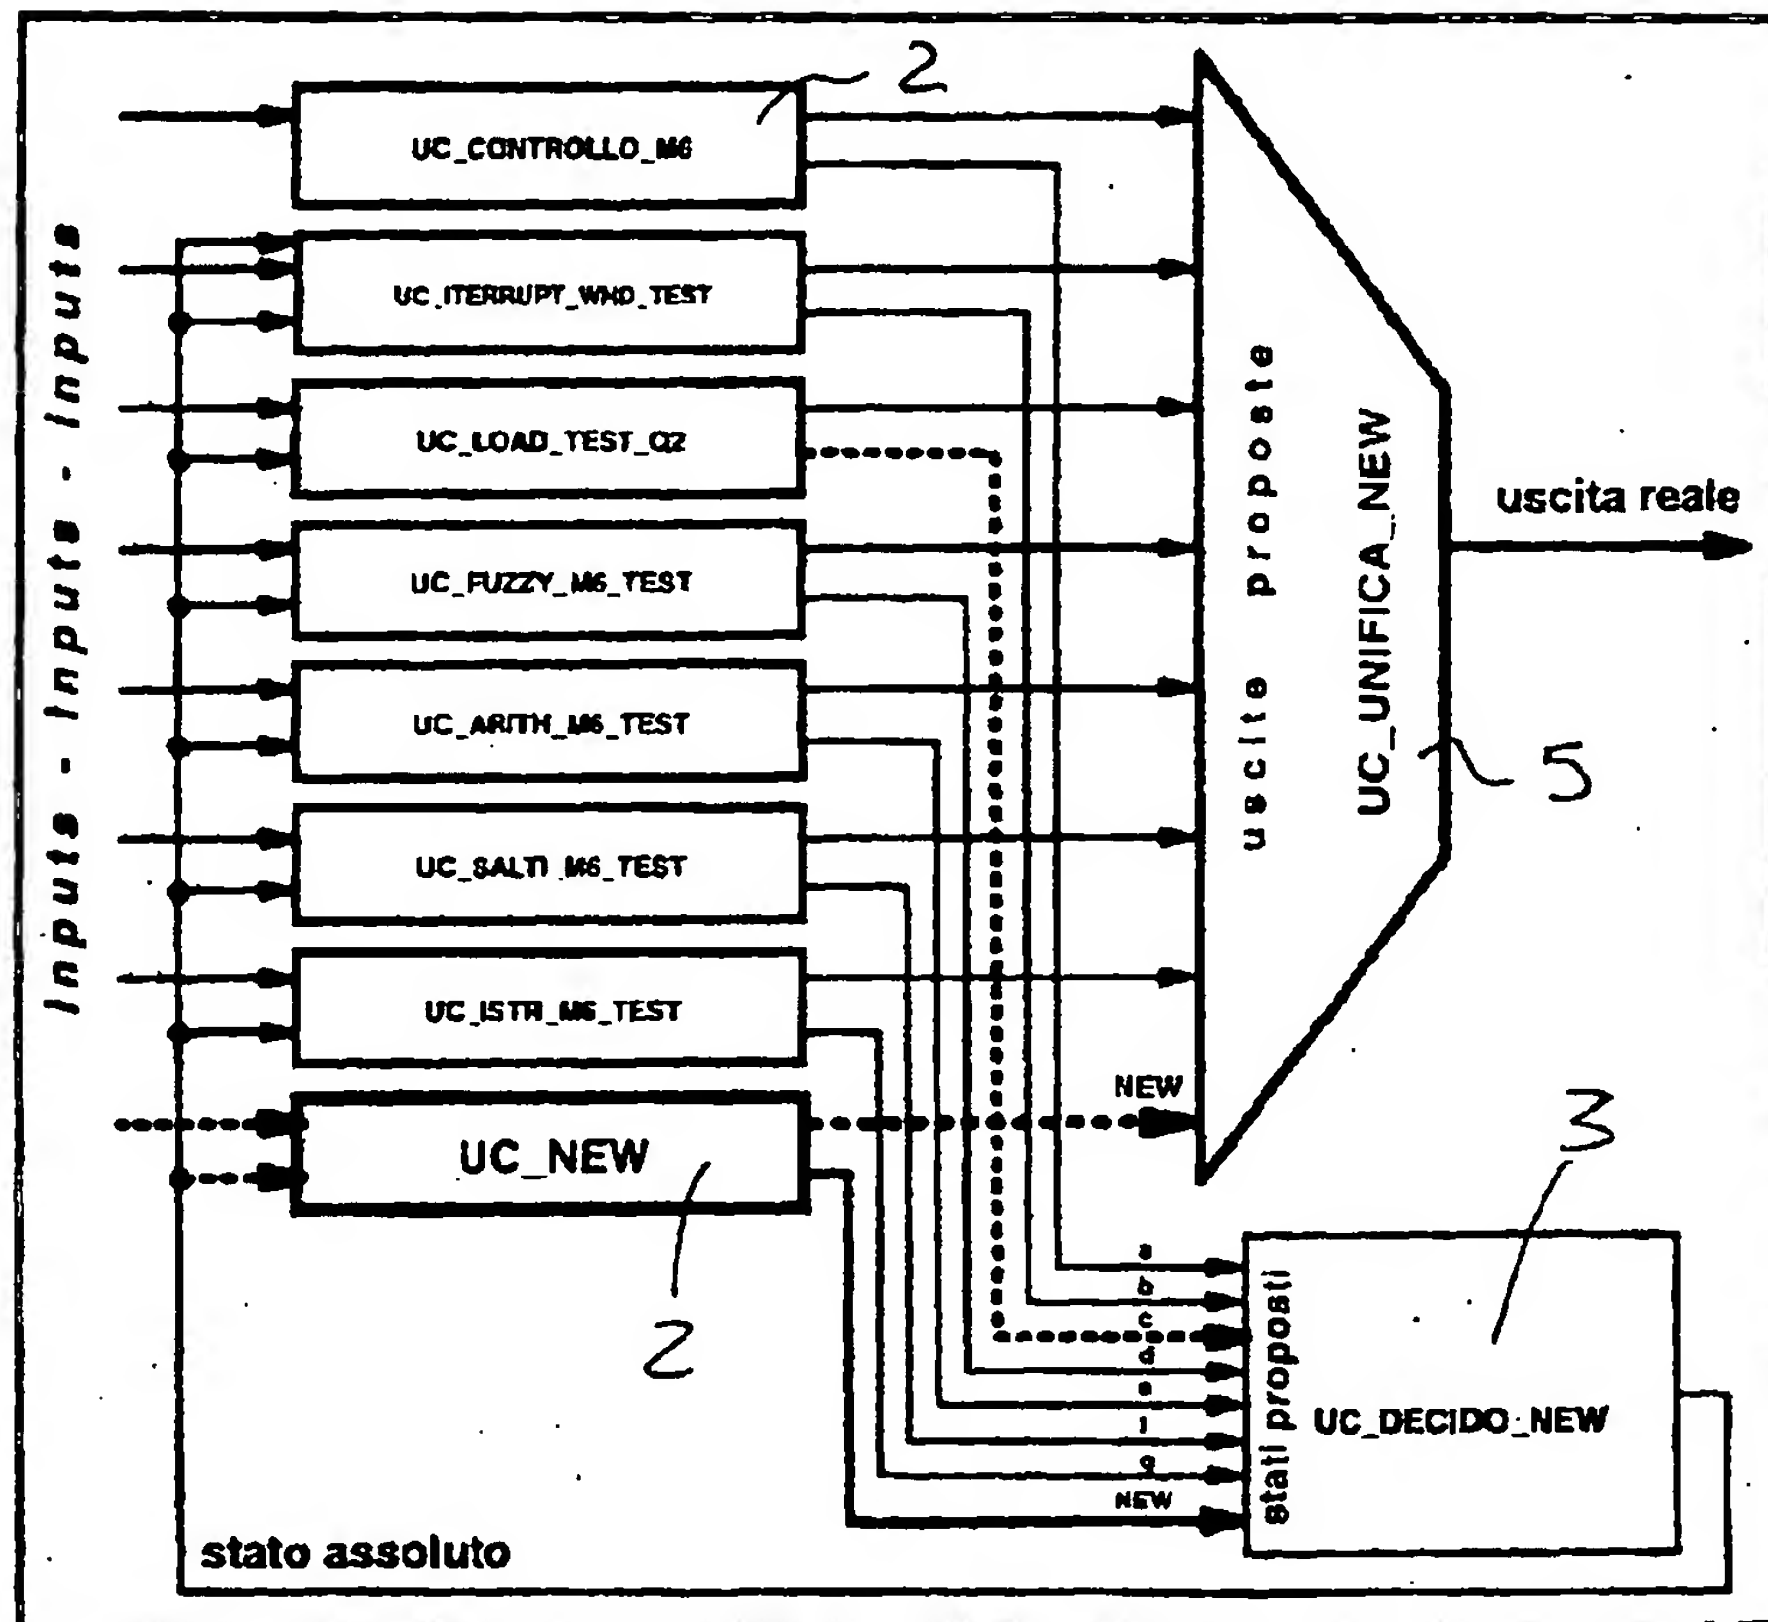 Inputs - Inputs - Inputs
2
UC_CONTROLLO_M6
UC_ITERRUPT_WHD_TEST
UC_LOAD_TEST_Q2
UC_FUZZY_M6_TEST
UC_ARITH_M6_TEST
UC_SALTI_M6_TEST
UC_ISTR_M6_TEST
UC_NEW
2
uscite proposte
UC_UNIFICA_NEW
5
uscita reale
NEW
3
a
b
c
d
e
f
g
NEW
stati proposti
UC_DECIDO_NEW
stato assoluto